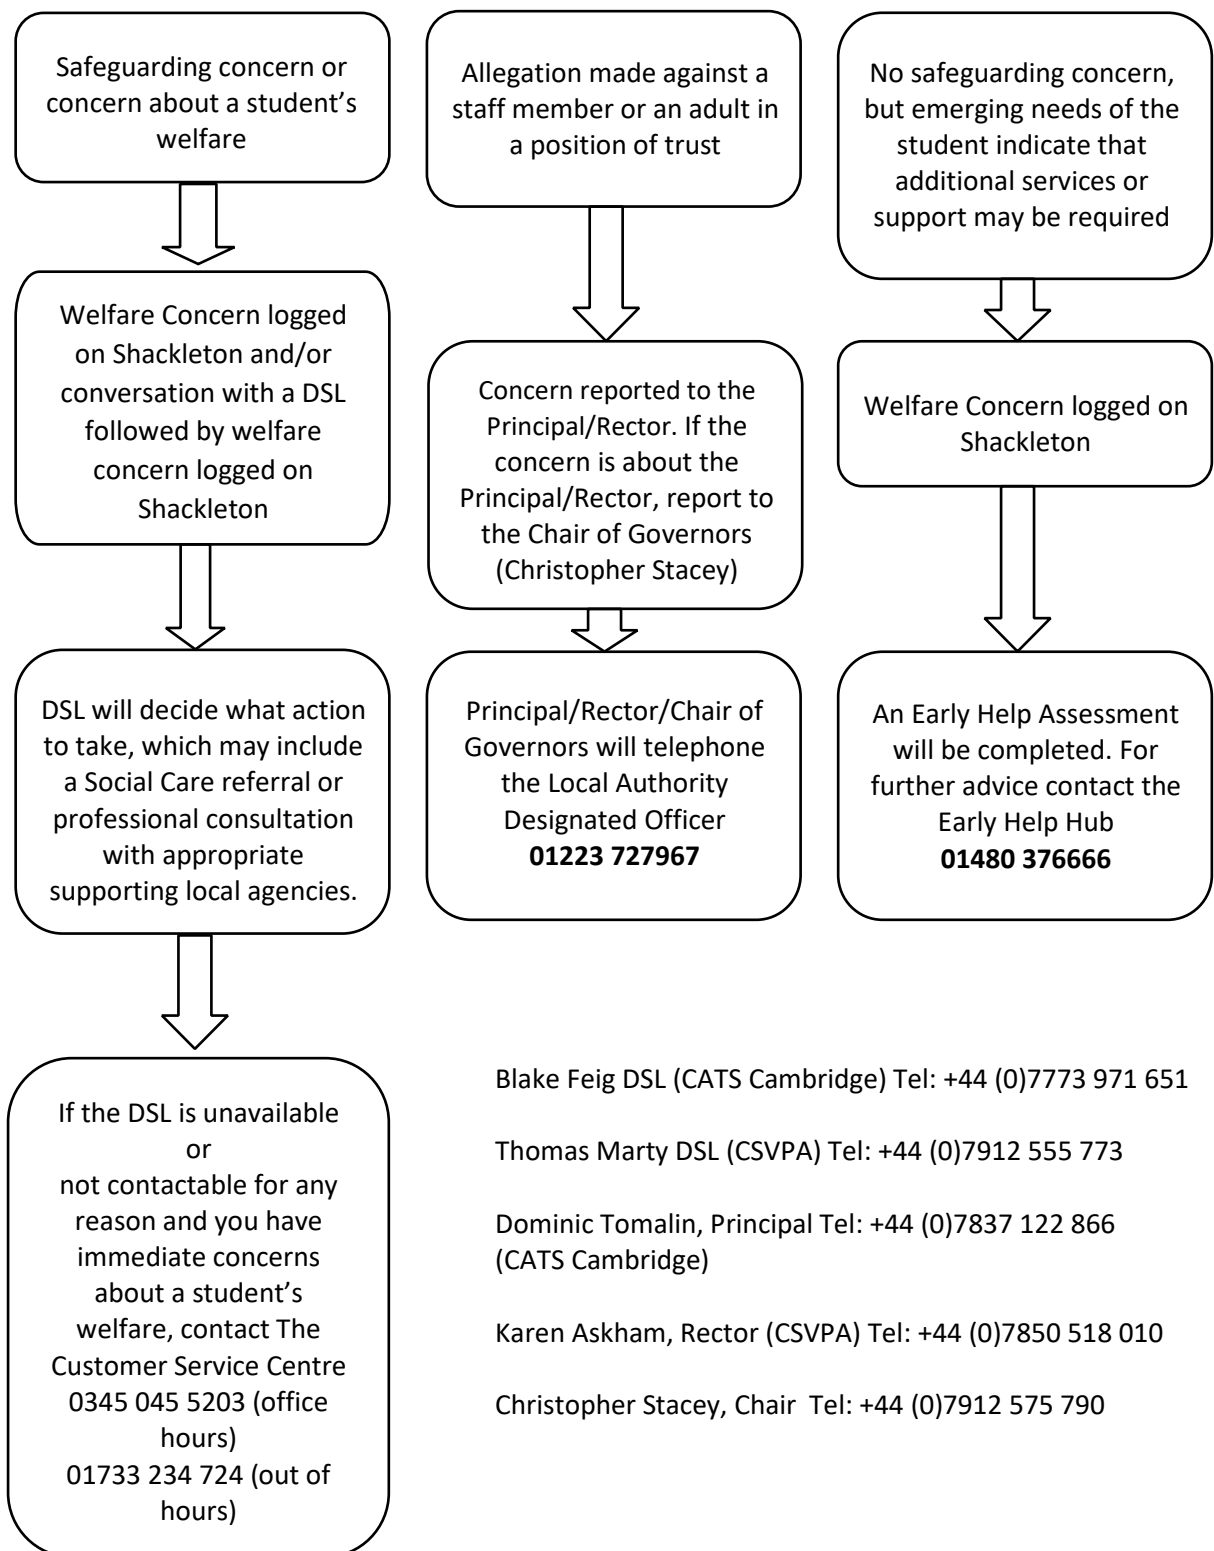 Safeguarding concern or
concern about a student’s
welfare
Welfare Concern logged
on Shackleton and/or
conversation with a DSL
followed by welfare
concern logged on
Shackleton
DSL will decide what action
to take, which may include
a Social Care referral or
professional consultation
with appropriate
supporting local agencies.
If the DSL is unavailable
or
not contactable for any
reason and you have
immediate concerns
about a student’s
welfare, contact The
Customer Service Centre
0345 045 5203 (office
hours)
01733 234 724 (out of
hours)
Allegation made against a
staff member or an adult in
a position of trust
Concern reported to the
Principal/Rector. If the
concern is about the
Principal/Rector, report to
the Chair of Governors
(Christopher Stacey)
Principal/Rector/Chair of
Governors will telephone
the Local Authority
Designated Officer
01223 727967
No safeguarding concern,
but emerging needs of the
student indicate that
additional services or
support may be required
Welfare Concern logged on
Shackleton
An Early Help Assessment
will be completed. For
further advice contact the
Early Help Hub
01480 376666
Blake Feig DSL (CATS Cambridge) Tel: +44 (0)7773 971 651
Thomas Marty DSL (CSVPA) Tel: +44 (0)7912 555 773
Dominic Tomalin, Principal Tel: +44 (0)7837 122 866
(CATS Cambridge)
Karen Askham, Rector (CSVPA) Tel: +44 (0)7850 518 010
Christopher Stacey, Chair  Tel: +44 (0)7912 575 790